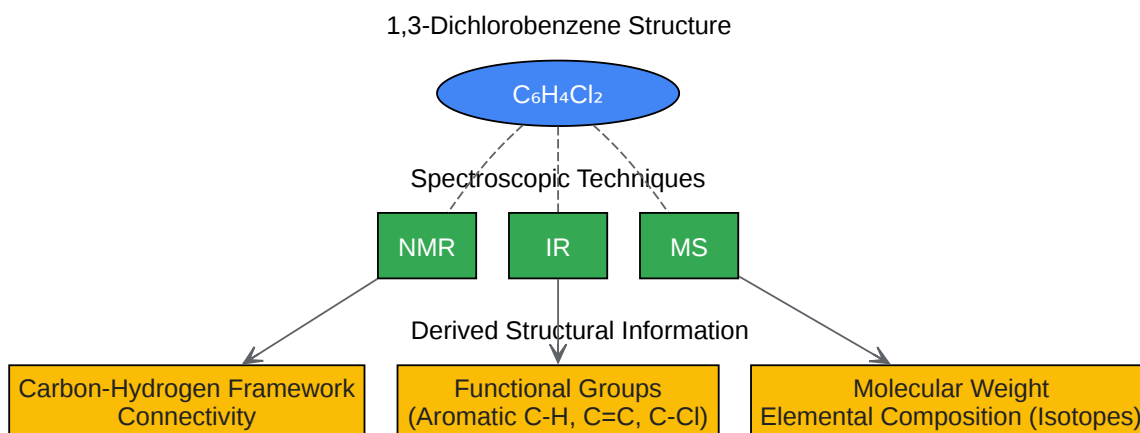 1,3-Dichlorobenzene Structure
C₆H₄Cl₂
Spectroscopic Techniques
NMR
IR
MS
Derived Structural Information
Carbon-Hydrogen Framework
Connectivity
Functional Groups
(Aromatic C-H, C=C, C-Cl)
Molecular Weight
Elemental Composition (Isotopes)